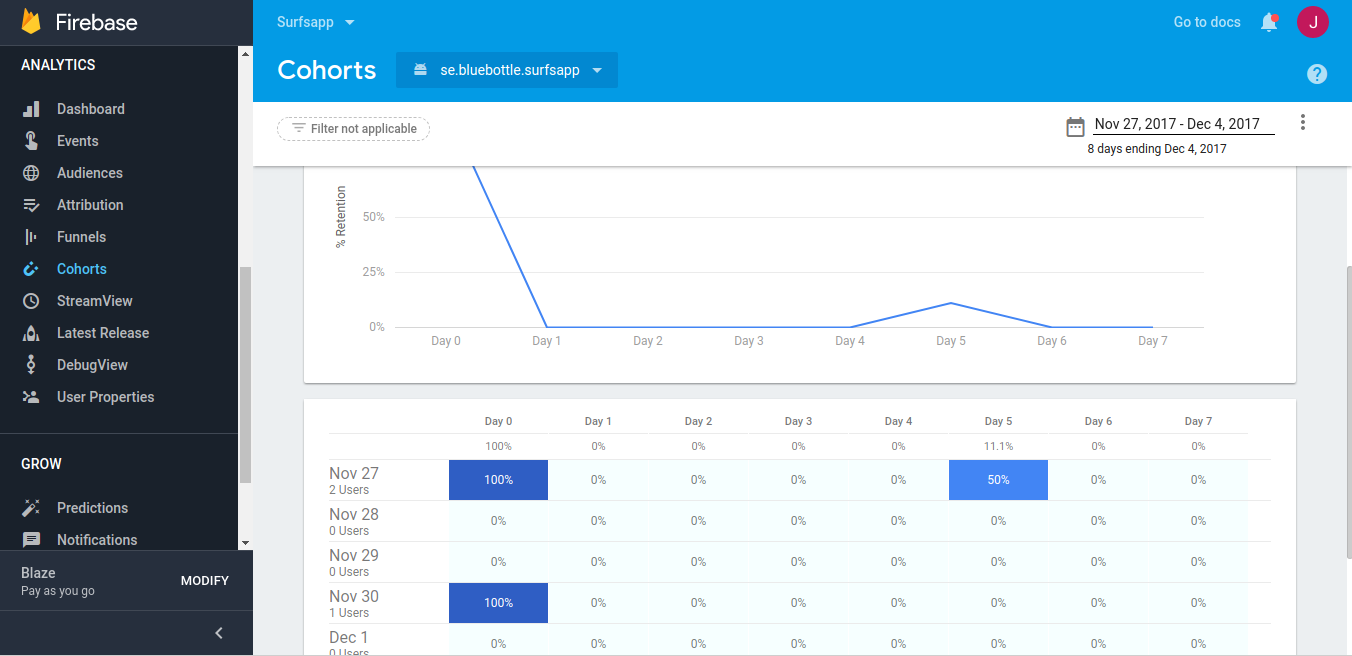 Firebase
ANALYTICS
Dashboard
Events
Audiences
Attribution
Funnels
Cohorts
StreamView
Latest Release
DebugView
User Properties
GROW
Predictions
Notifications
Blaze
Pay as you go
MODIFY
Surfsapp
Go to docs
J
Cohorts
se.bluebottle.surfsapp
?
Filter not applicable
Nov 27, 2017 - Dec 4, 2017
8 days ending Dec 4, 2017
% Retention
50%
25%
0%
Day 0 Day 1 Day 2 Day 3 Day 4 Day 5 Day 6 Day 7
Day 0 Day 1 Day 2 Day 3 Day 4 Day 5 Day 6 Day 7
100% 0% 0% 0% 0% 11.1% 0% 0%
Nov 27
2 Users
100% 0% 0% 0% 0% 50% 0% 0%
Nov 28
0 Users
0% 0% 0% 0% 0% 0% 0% 0%
Nov 29
0 Users
0% 0% 0% 0% 0% 0% 0% 0%
Nov 30
1 Users
100% 0% 0% 0% 0% 0% 0% 0%
Dec 1
0 Users
0% 0% 0% 0% 0% 0% 0% 0%